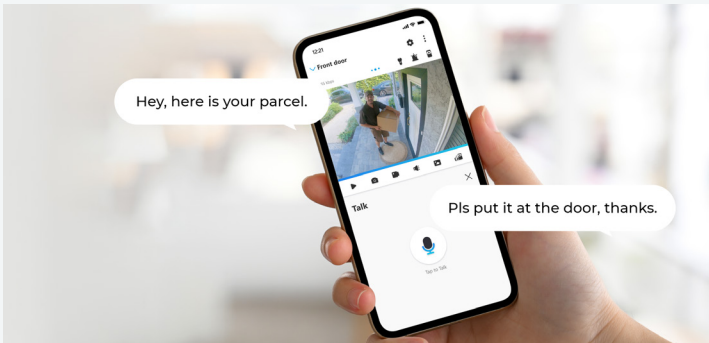 12:21
Front door
Hey, here is your parcel.
Talk
Pls put it at the door, thanks.
Tap to Talk